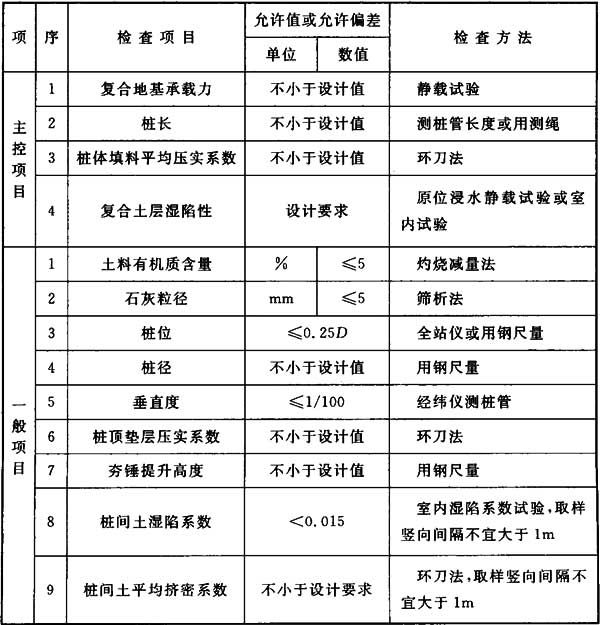 项 序 检查项目 允许值或允许偏差 检查方法
单位 数值
主控项目
1 复合地基承载力 不小于设计值 静载试验
2 桩长 不小于设计值 测桩管长度或用测绳
3 桩体填料平均压实系数 不小于设计值 环刀法
4 复合土层湿陷性 设计要求 原位浸水静载试验或室
内试验
一般项目
1 土料有机质含量 % ≤5 灼烧减量法
2 石灰粒径 mm ≤5 筛析法
3 桩位 ≤0.25D 全站仪或用钢尺量
4 桩径 不小于设计值 用钢尺量
5 垂直度 ≤1/100 经纬仪测桩管
6 桩顶垫层压实系数 不小于设计值 环刀法
7 夯锤提升高度 不小于设计值 用钢尺量
8 桩间土湿陷系数 <0.015 室内湿陷系数试验,取样
竖向间隔不宜大于1m
9 桩间土平均挤密系数 不小于设计要求 环刀法,取样竖向间隔不
宜大于1m